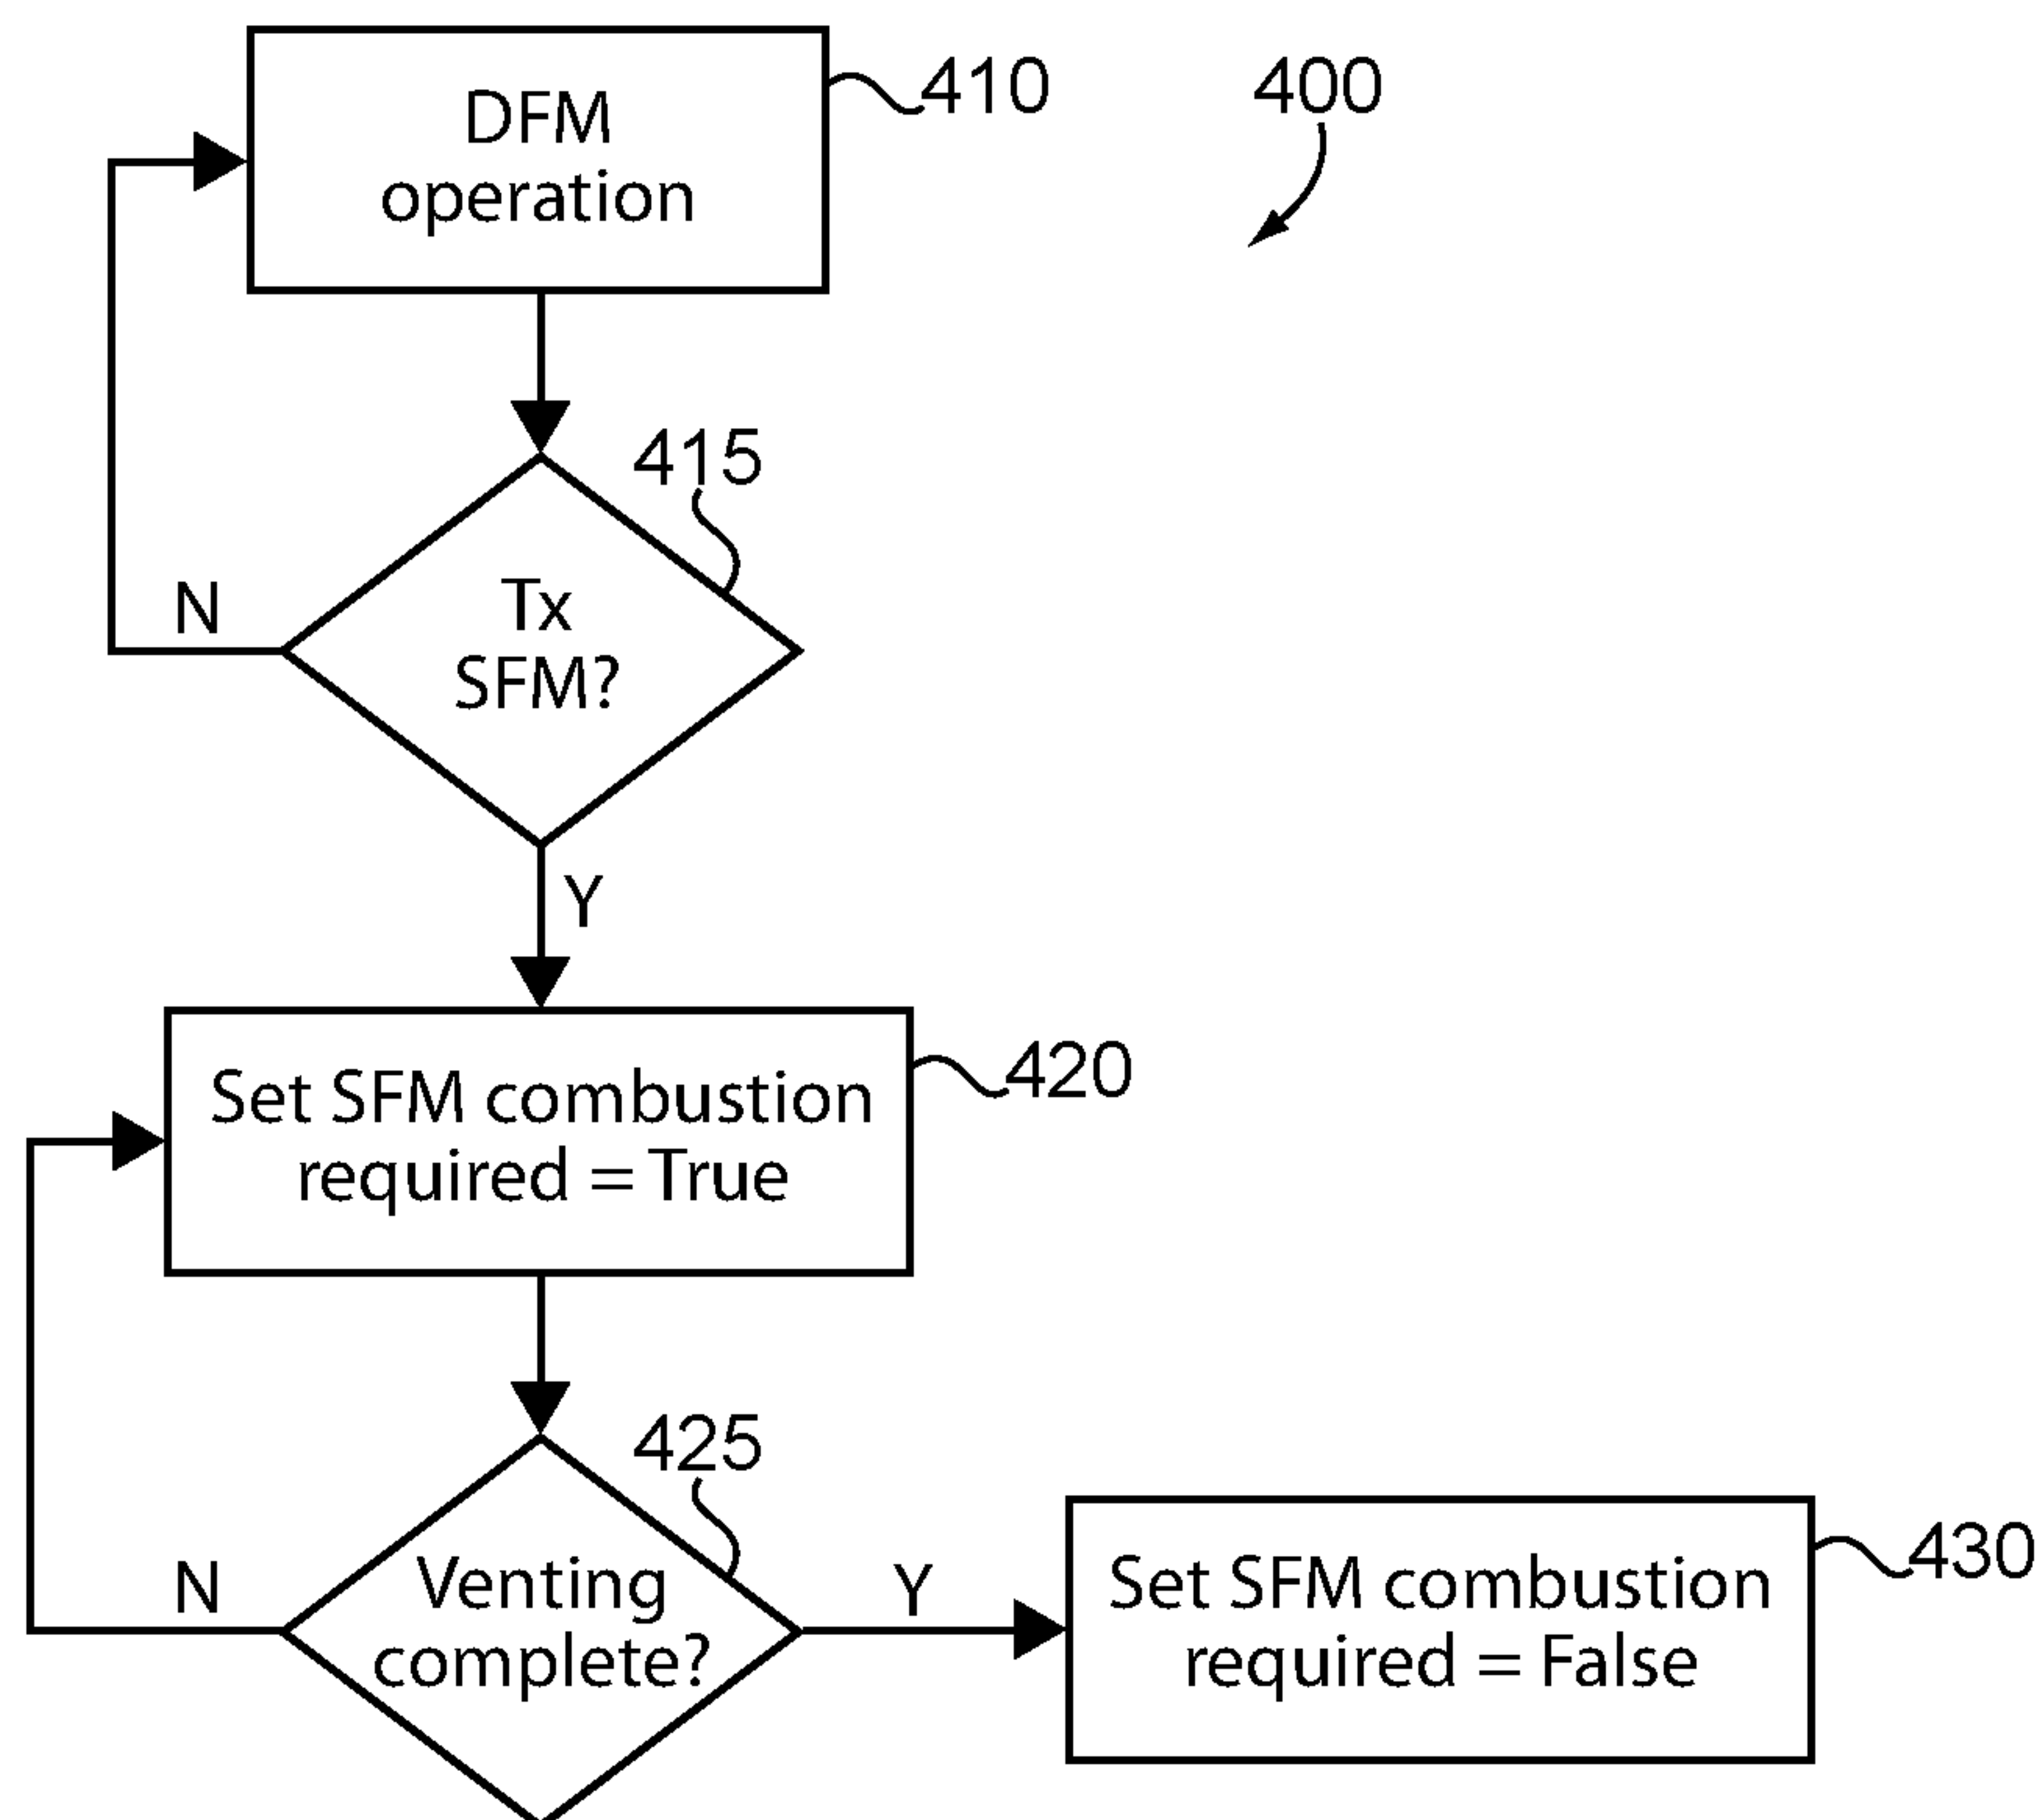 DFM
operation
410
400
415
Tx
SFM?
N
Y
Set SFM combustion
required = True
420
425
Venting
complete?
N
Y
Set SFM combustion
required = False
430